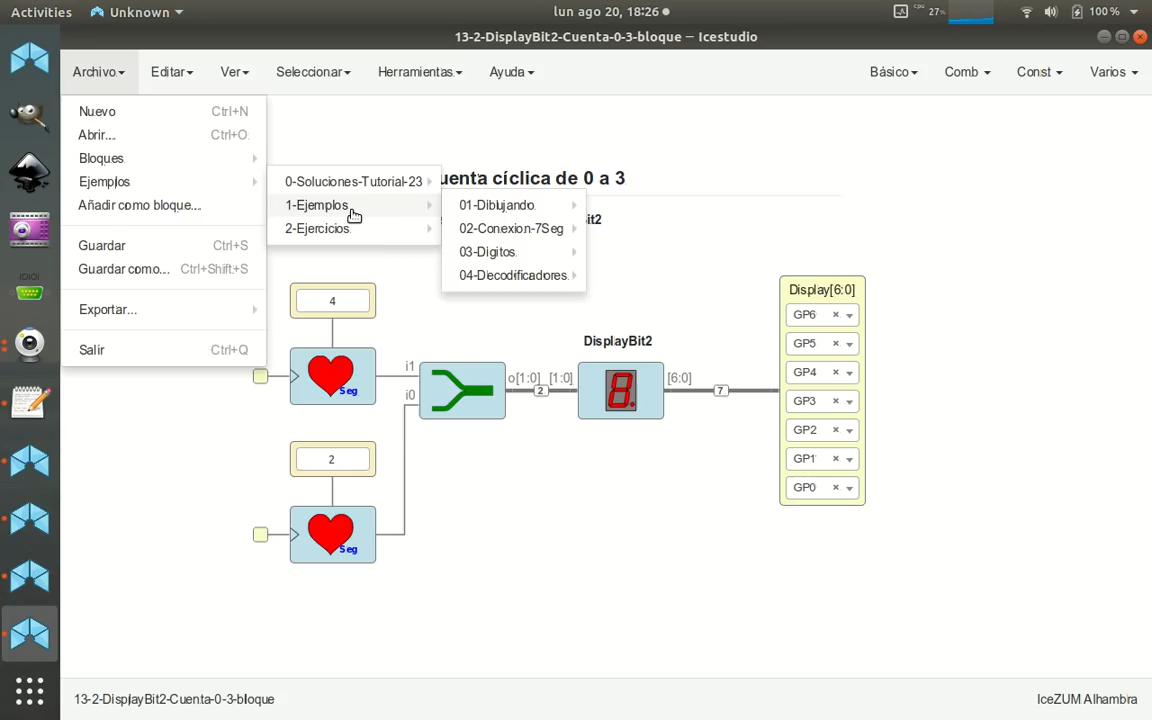 Activities Unknown lun ago 20, 18:26 cpu 27% 100 %
13-2-DisplayBit2-Cuenta-0-3-bloque – Icestudio
Archivo Editar Ver Seleccionar Herramientas Ayuda Básico Comb Const Varios
Nuevo Ctrl+N
Abrir... Ctrl+O
Bloques
Ejemplos
Añadir como bloque...
Guardar Ctrl+S
Guardar como... Ctrl+Shift+S
Exportar...
Salir Ctrl+Q
0-Soluciones-Tutorial-23
1-Ejemplos
2-Ejercicios
01-Dibujando
02-Conexion-7Seg
03-Digitos
04-Decodificadores
uenta cíclica de 0 a 3
it2
4
Seg
2
Seg
i1
i0
o[1:0] 2 [1:0]
DisplayBit2
8.
[6:0] 7
Display[6:0]
GP6
GP5
GP4
GP3
GP2
GP1
GP0
IDIOI
13-2-DisplayBit2-Cuenta-0-3-bloque IceZUM Alhambra